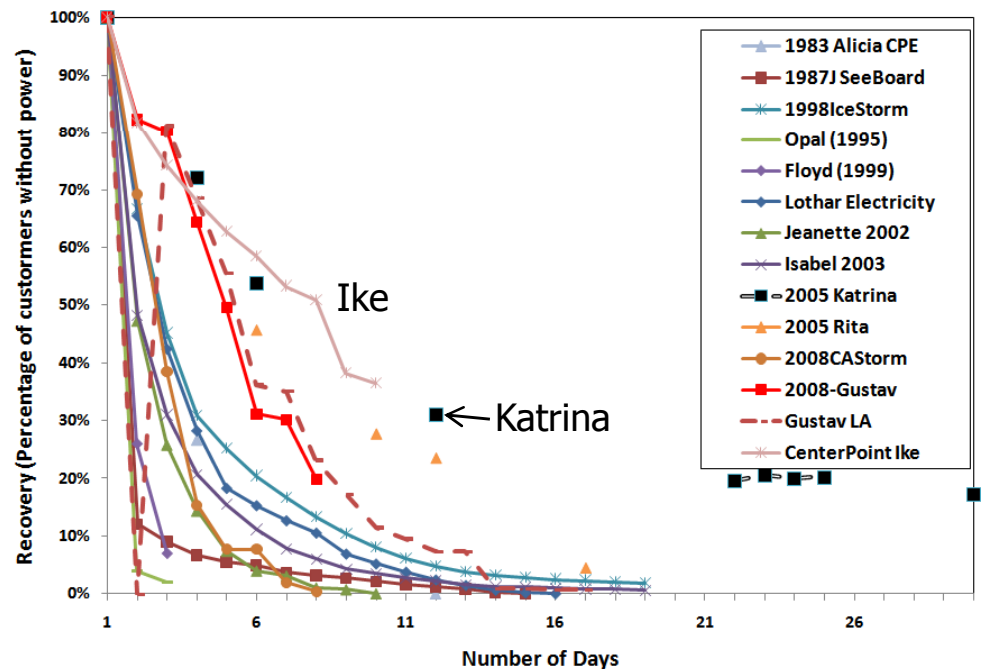 Recovery (Percentage of custormers without power)
100%
90%
80%
70%
60%
50%
40%
30%
20%
10%
0%
1
6
11
16
21
26
Number of Days
Ike
Katrina
1983 Alicia CPE
1987J SeeBoard
1998IceStorm
Opal (1995)
Floyd (1999)
Lothar Electricity
Jeanette 2002
Isabel 2003
2005 Katrina
2005 Rita
2008CAStorm
2008-Gustav
Gustav LA
CenterPoint Ike